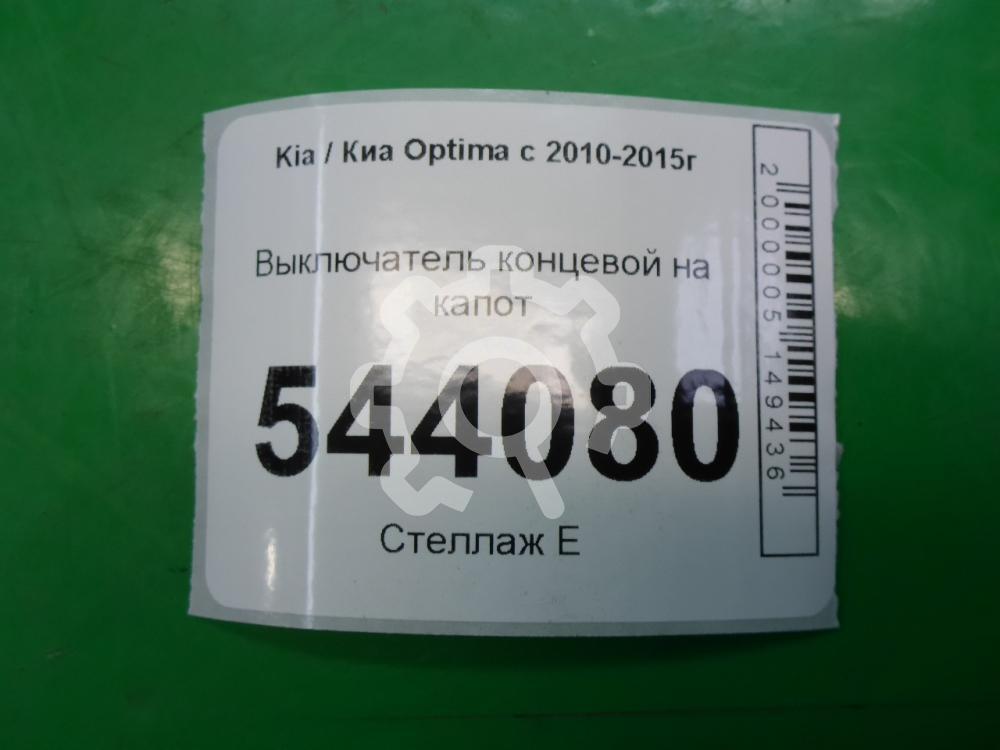 Kia / Киа Optima с 2010-2015г
Выключатель концевой на
капот
544080
Стеллаж Е
2000005149436